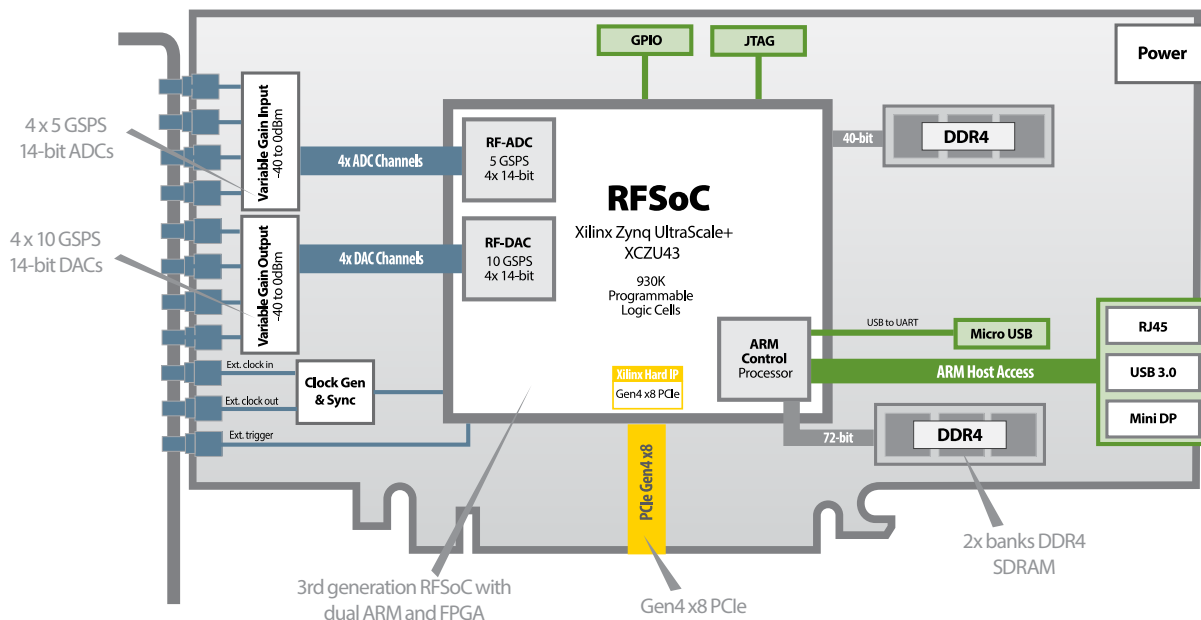 GPIO
JTAG
Power
4 x 5 GSPS
14-bit ADCs
Variable Gain Input
-40 to 0dBm
4x ADC Channels
RF-ADC
5 GSPS
4x 14-bit
40-bit
DDR4
RFSoC
Xilinx Zynq UltraScale+
XCZU43
930K
Programmable
Logic Cells
4 x 10 GSPS
14-bit DACs
Variable Gain Output
-40 to 0dBm
4x DAC Channels
RF-DAC
10 GSPS
4x 14-bit
USB to UART
Micro USB
ARM
Control
Processor
ARM Host Access
RJ45
USB 3.0
Mini DP
Ext. clock in
Ext. clock out
Ext. trigger
Clock Gen
& Sync
Xilinx Hard IP
Gen4 x8 PCIe
72-bit
DDR4
PCIe Gen4 x8
2x banks DDR4
SDRAM
3rd generation RFSoC with
dual ARM and FPGA
Gen4 x8 PCIe